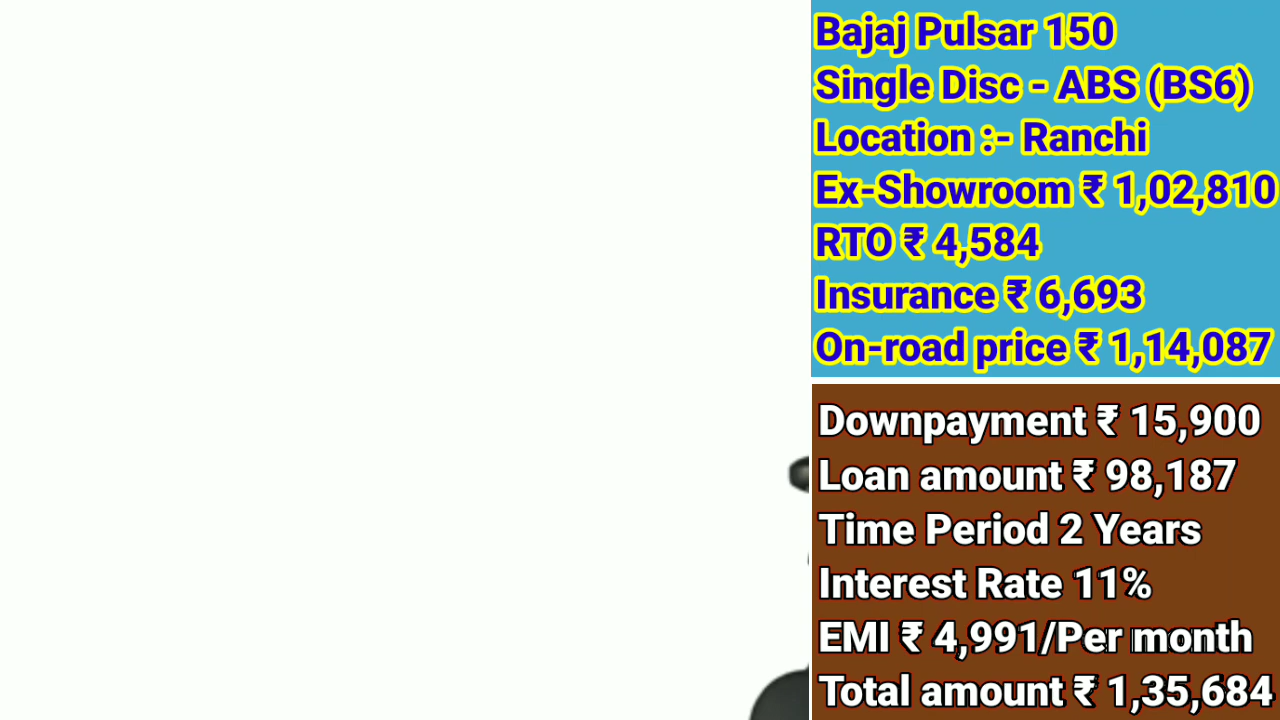 Bajaj Pulsar 150
Single Disc - ABS (BS6)
Location :- Ranchi
Ex-Showroom ₹ 1,02,810
RTO ₹ 4,584
Insurance ₹ 6,693
On-road price ₹ 1,14,087
Downpayment ₹ 15,900
Loan amount ₹ 98,187
Time Period 2 Years
Interest Rate 11%
EMI ₹ 4,991/Per month
Total amount ₹ 1,35,684